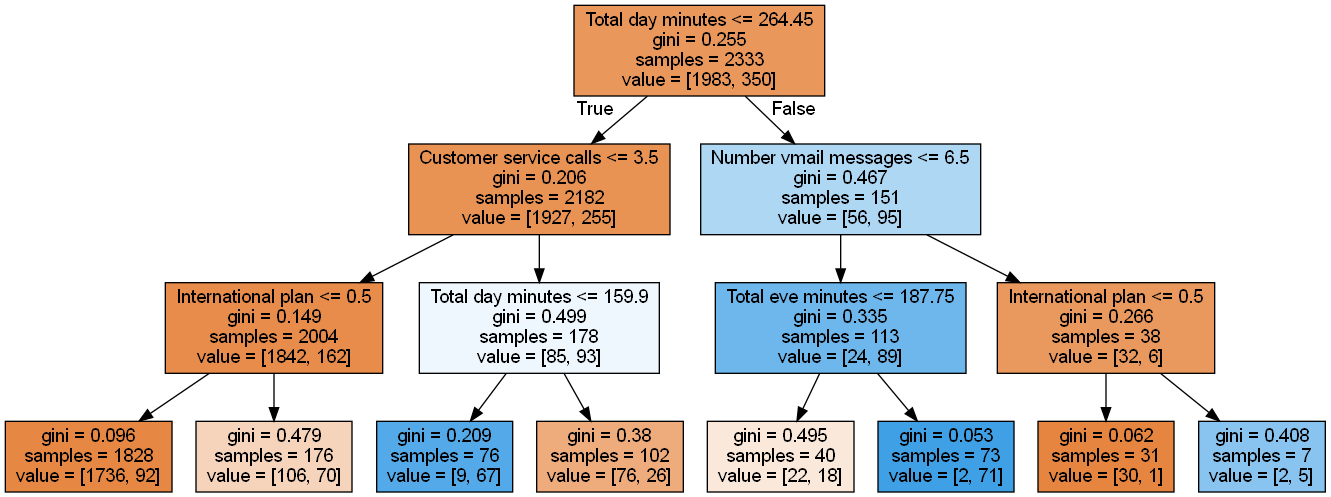 Total day minutes <= 264.45
gini = 0.255
samples = 2333
value = [1983, 350]
True
False
Customer service calls <= 3.5
gini = 0.206
samples = 2182
value = [1927, 255]
Number vmail messages <= 6.5
gini = 0.467
samples = 151
value = [56, 95]
International plan <= 0.5
gini = 0.149
samples = 2004
value = [1842, 162]
Total day minutes <= 159.9
gini = 0.499
samples = 178
value = [85, 93]
Total eve minutes <= 187.75
gini = 0.335
samples = 113
value = [24, 89]
International plan <= 0.5
gini = 0.266
samples = 38
value = [32, 6]
gini = 0.096
samples = 1828
value = [1736, 92]
gini = 0.479
samples = 176
value = [106, 70]
gini = 0.209
samples = 76
value = [9, 67]
gini = 0.38
samples = 102
value = [76, 26]
gini = 0.495
samples = 40
value = [22, 18]
gini = 0.053
samples = 73
value = [2, 71]
gini = 0.062
samples = 31
value = [30, 1]
gini = 0.408
samples = 7
value = [2, 5]